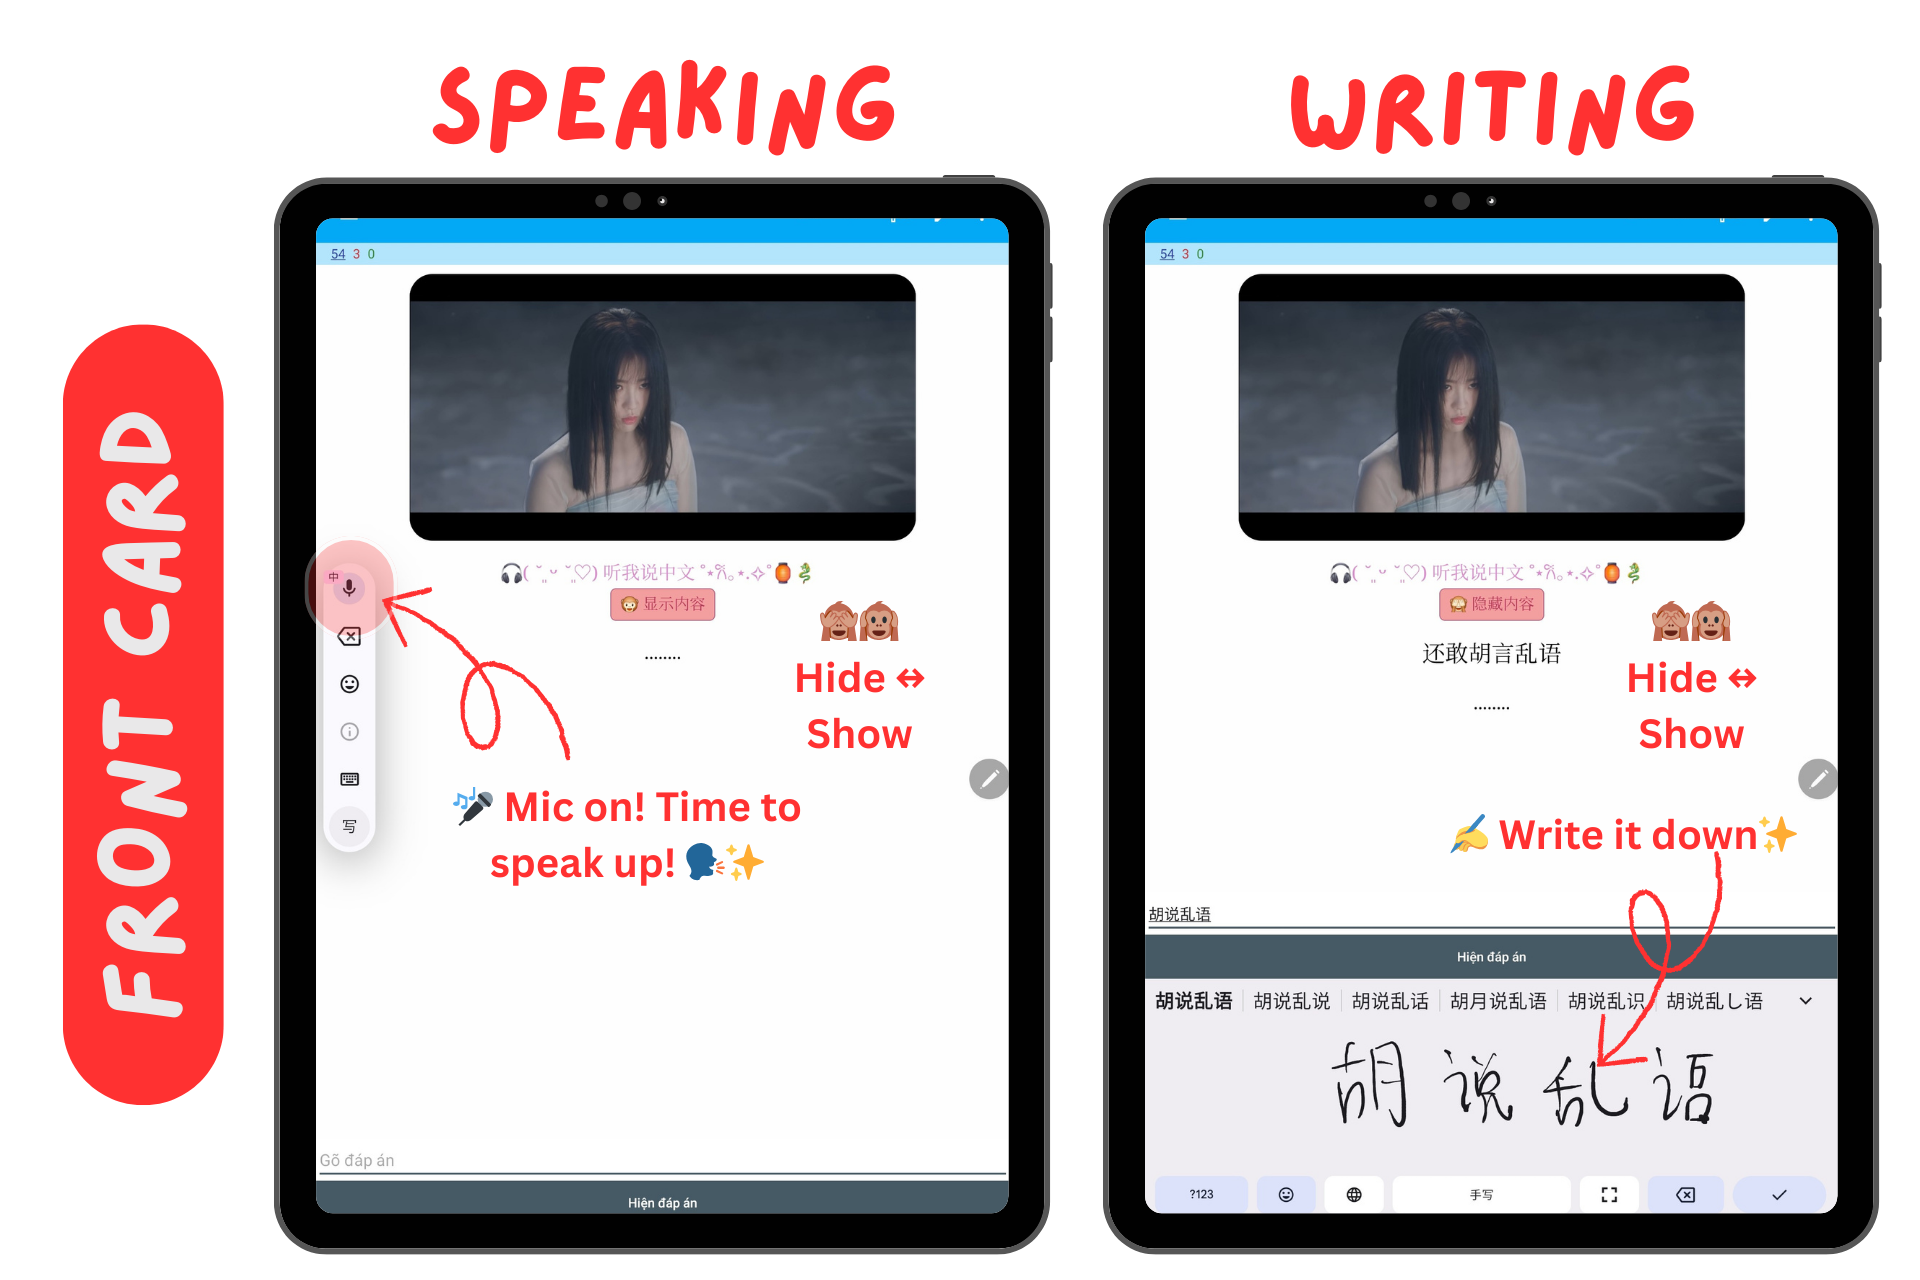 SPEAKING
WRITING
FRONT CARD
54 3 0
听我说中文
显示内容
........
Hide ↔
Show
中
写
🎤 Mic on! Time to
speak up! 🗣️✨
Gõ đáp án
Hiện đáp án
54 3 0
听我说中文
隐藏内容
还敢胡言乱语
........
Hide ↔
Show
✍️ Write it down✨
胡说乱语
Hiện đáp án
胡说乱语 胡说乱说 胡说乱话 胡月说乱语 胡说乱识 胡说乱し语
胡说乱语
?123 手写